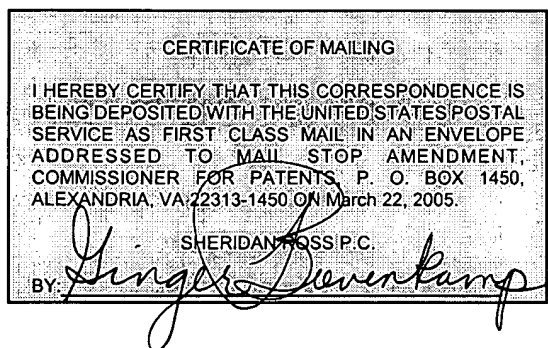 CERTIFICATE OF MAILING
I HEREBY CERTIFY THAT THIS CORRESPONDENCE IS
BEING DEPOSITED WITH THE UNITED STATES POSTAL
SERVICE AS FIRST CLASS MAIL IN AN ENVELOPE
ADDRESSED TO MAIL STOP AMENDMENT,
COMMISSIONER FOR PATENTS, P. O. BOX 1450,
ALEXANDRIA, VA 22313-1450 ON March 22, 2005.
SHERIDAN ROSS P.C.
BY: Ginger Bovenkamp